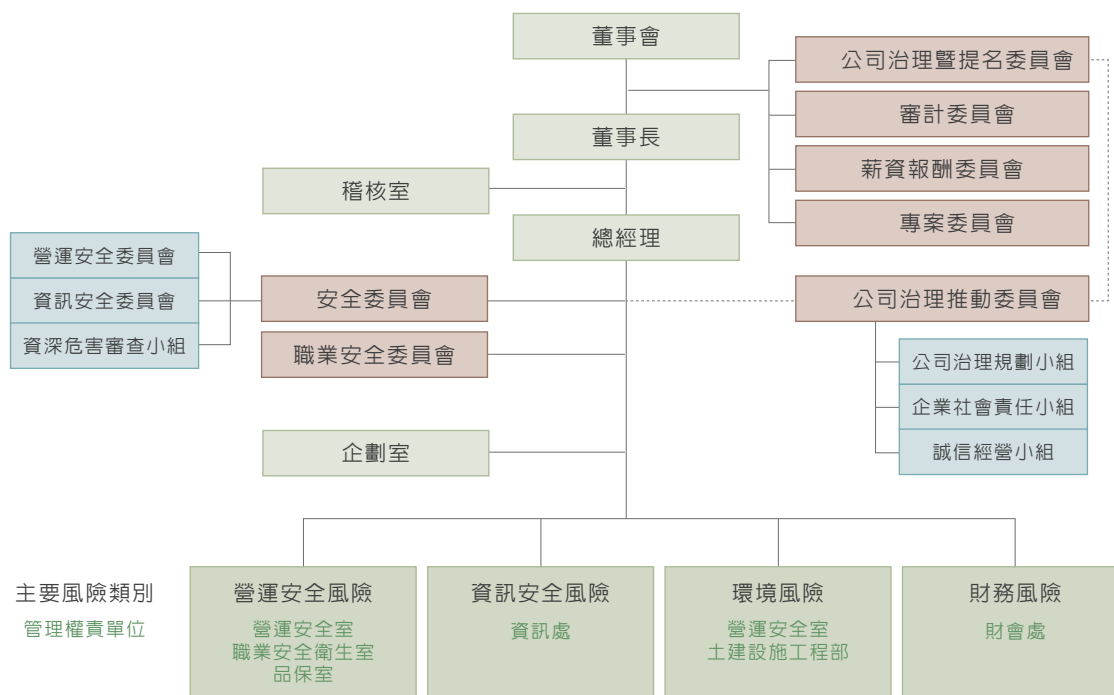 董事會
公司治理暨提名委員會
審計委員會
董事長
薪資報酬委員會
稽核室
專案委員會
總經理
營運安全委員會
資訊安全委員會
資深危害審查小組
安全委員會
公司治理推動委員會
職業安全委員會
公司治理規劃小組
企業社會責任小組
誠信經營小組
企劃室
主要風險類別
管理權責單位
營運安全風險
營運安全室
職業安全衛生室
品保室
資訊安全風險
資訊處
環境風險
營運安全室
土建設施工程部
財務風險
財會處